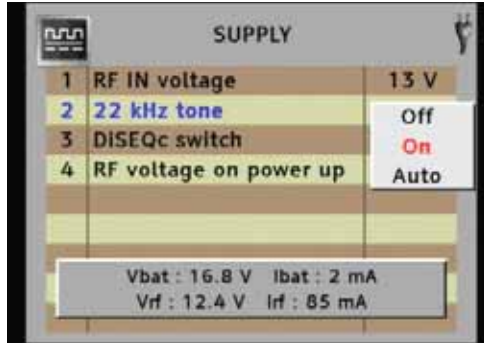 SUPPLY
1 RF IN voltage 13 V
2 22 kHz tone
Off
3 DiSEQc switch
On
4 RF voltage on power up
Auto
Vbat : 16.8 V Ibat : 2 mA
Vrf : 12.4 V Irf : 85 mA